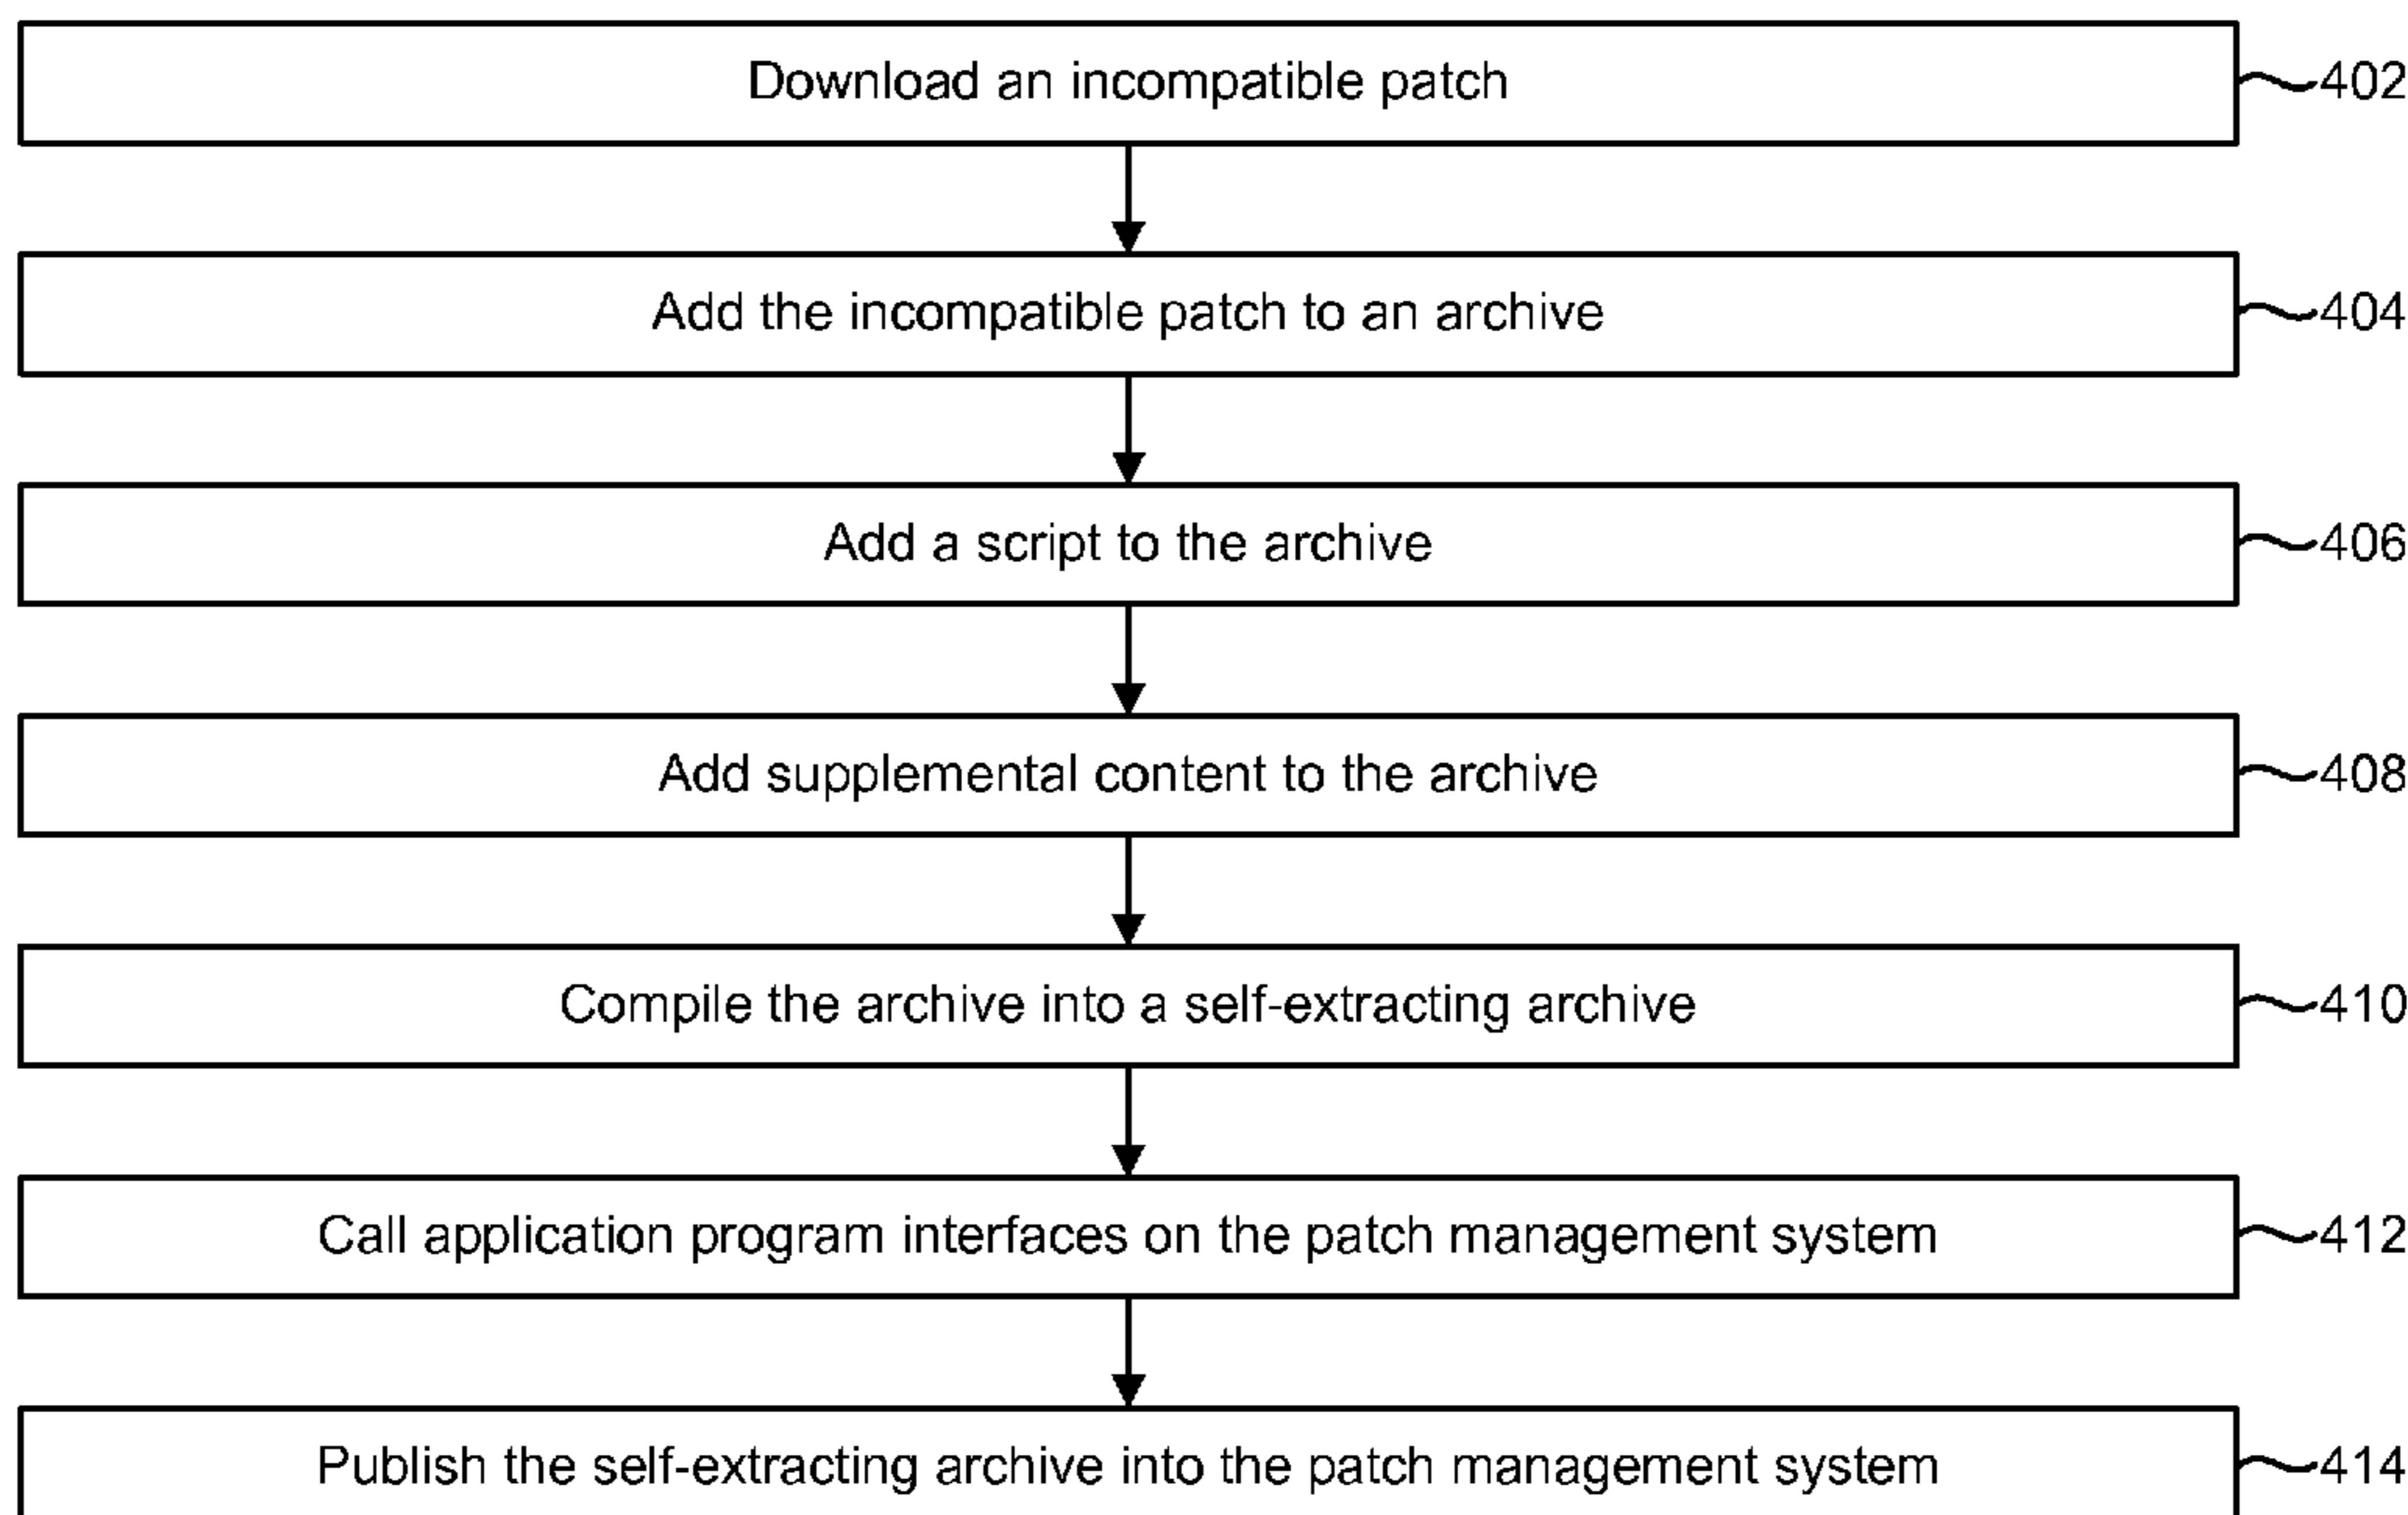 Download an incompatible patch 402
Add the incompatible patch to an archive 404
Add a script to the archive 406
Add supplemental content to the archive 408
Compile the archive into a self-extracting archive 410
Call application program interfaces on the patch management system 412
Publish the self-extracting archive into the patch management system 414